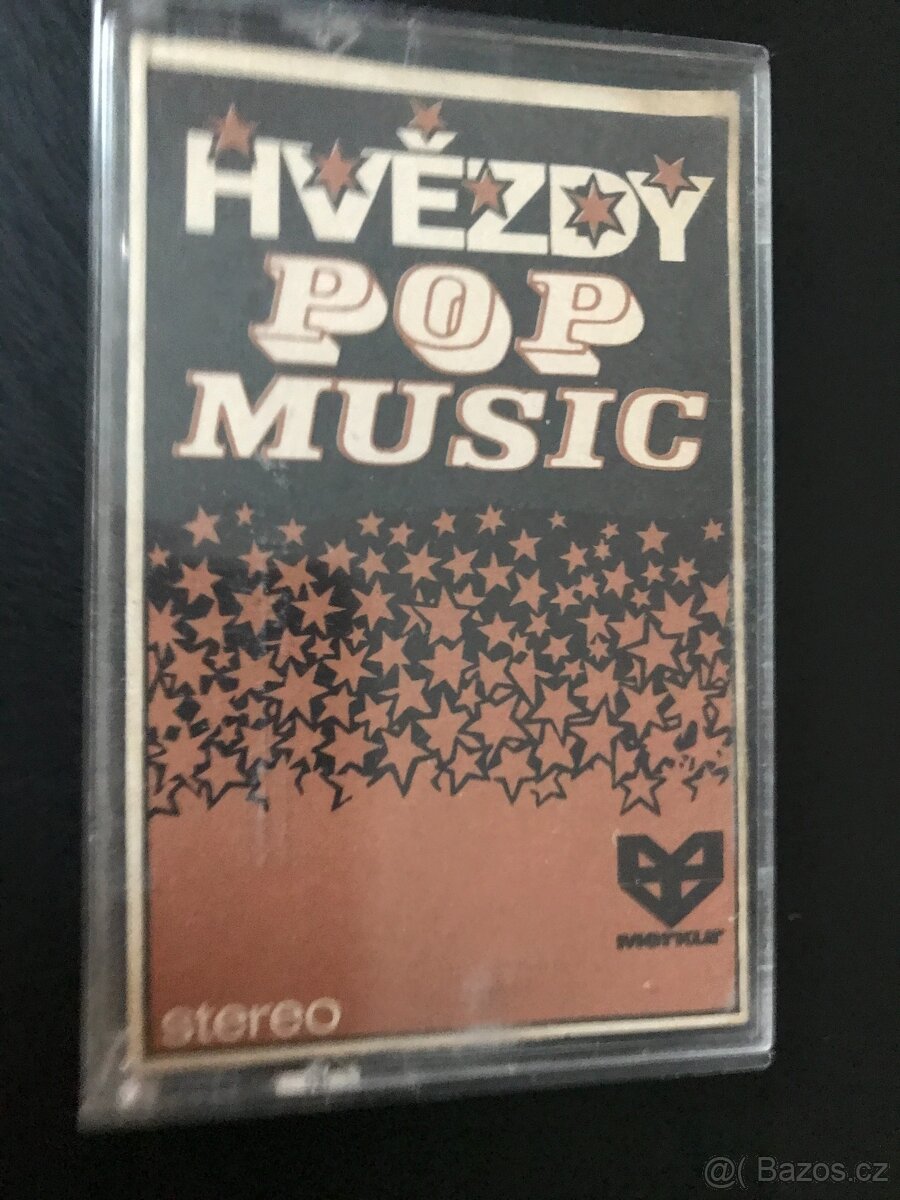 HVĚZDY
POP
MUSIC
Merkur
stereo
@( Bazos.cz